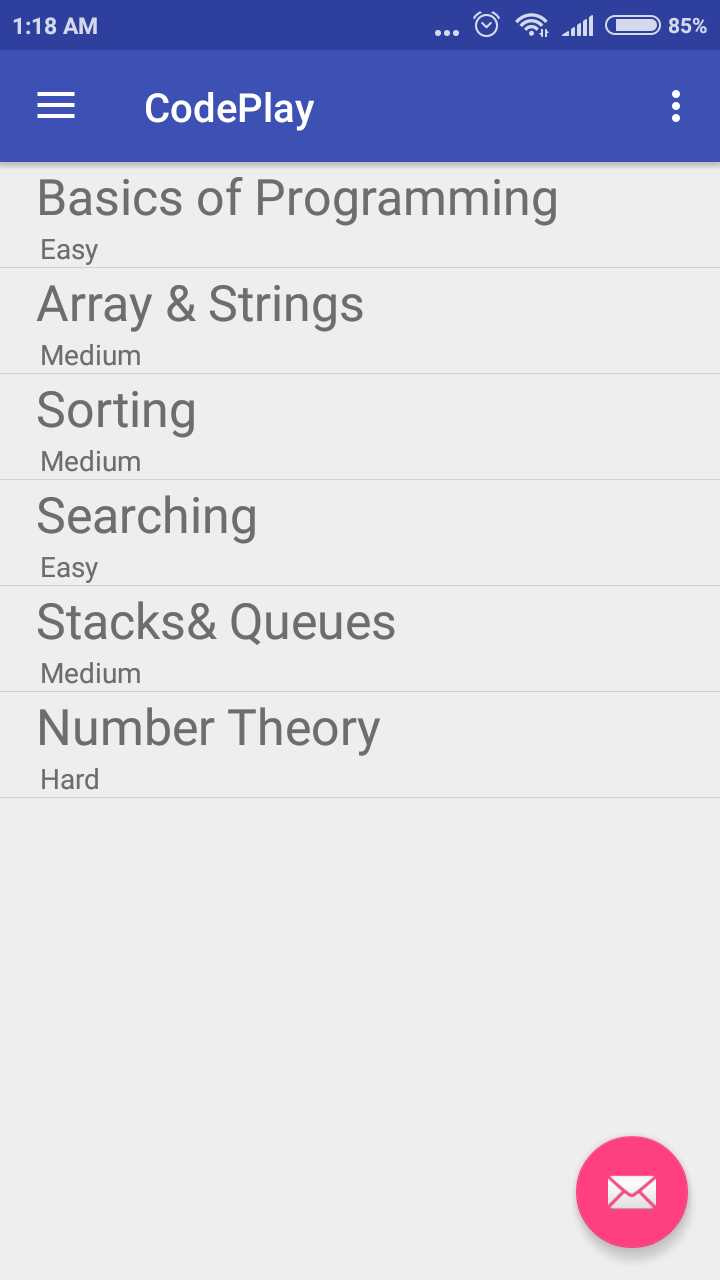 1:18 AM 85%
CodePlay
Basics of Programming
Easy
Array & Strings
Medium
Sorting
Medium
Searching
Easy
Stacks& Queues
Medium
Number Theory
Hard